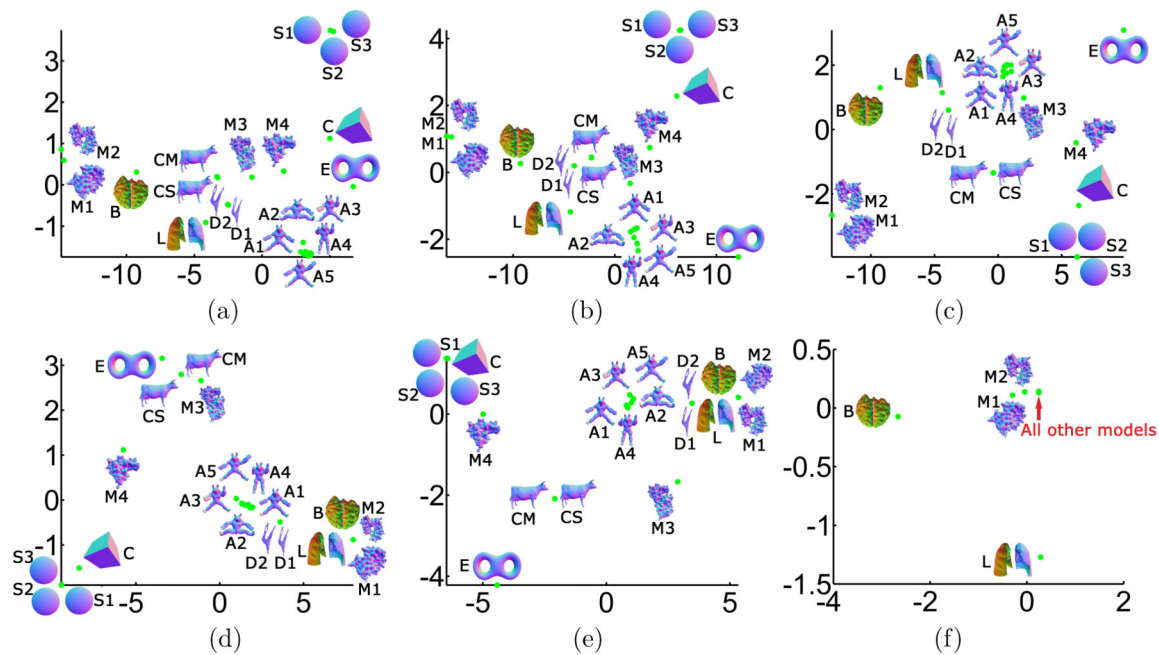 3
2
1
0
-1
-10
-5
0
5
S1
S3
S2
C
E
M2
M1
B
CM
CS
M3
M4
L
D2
D1
A2
A3
A1
A4
A5
(a)
4
2
0
-2
-10
-5
0
5
10
S1
S3
S2
C
M2
M1
B
CM
M4
D2
D1
M3
CS
L
A1
A2
A3
A5
A4
E
(b)
2
0
-2
-10
-5
0
5
A5
E
A2
L
A3
B
A1
A4
M3
D2
D1
M4
CM
CS
C
M2
M1
S1
S2
S3
(c)
3
2
1
0
-1
-5
0
5
E
CM
CS
M3
M4
A5
A4
A3
A1
A2
B
M2
D2
D1
L
M1
C
S3
S2
S1
(d)
0
-2
-4
-5
0
5
S1
C
S2
S3
A5
D2
B
M2
A3
A2
A1
A4
D1
L
M1
M4
CM
CS
M3
E
(e)
0.5
0
-0.5
-1
-1.5
-4
-2
0
2
M2
B
M1
All other models
L
(f)